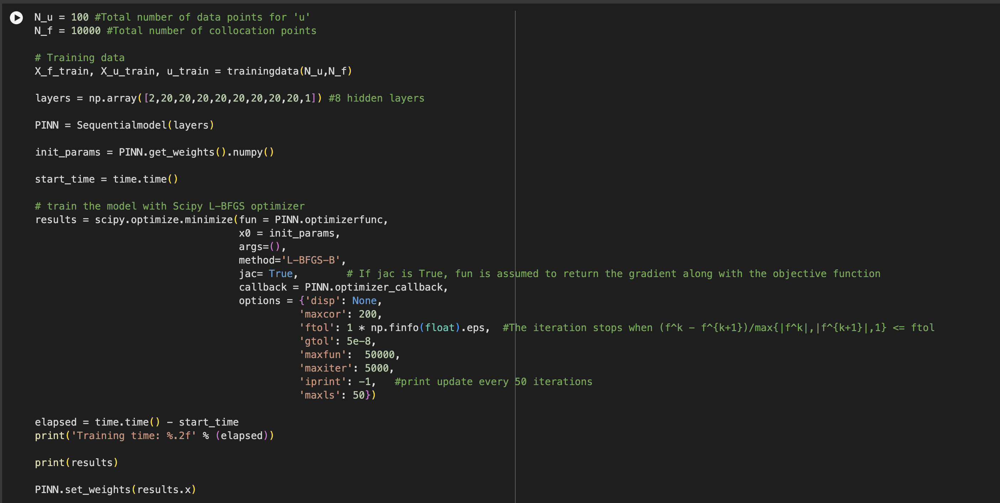 N_u = 100 #Total number of data points for 'u'
N_f = 10000 #Total number of collocation points
# Training data
X_f_train, X_u_train, u_train = trainingdata(N_u,N_f)
layers = np.array([2,20,20,20,20,20,20,20,20,1]) #8 hidden layers
PINN = Sequentialmodel(layers)
init_params = PINN.get_weights().numpy()
start_time = time.time()
# train the model with Scipy L-BFGS optimizer
results = scipy.optimize.minimize(fun = PINN.optimizerfunc,
x0 = init_params,
args=(),
method='L-BFGS-B',
jac= True,        # If jac is True, fun is assumed to return the gradient along with the objective function
callback = PINN.optimizer_callback,
options = {'disp': None,
'maxcor': 200,
'ftol': 1 * np.finfo(float).eps,  #The iteration stops when (f^k - f^{k+1})/max{|f^k|,|f^{k+1}|,1} <= ftol
'gtol': 5e-8,
'maxfun':  50000,
'maxiter': 5000,
'iprint': -1,   #print update every 50 iterations
'maxls': 50})
elapsed = time.time() - start_time
print('Training time: %.2f' % (elapsed))
print(results)
PINN.set_weights(results.x)